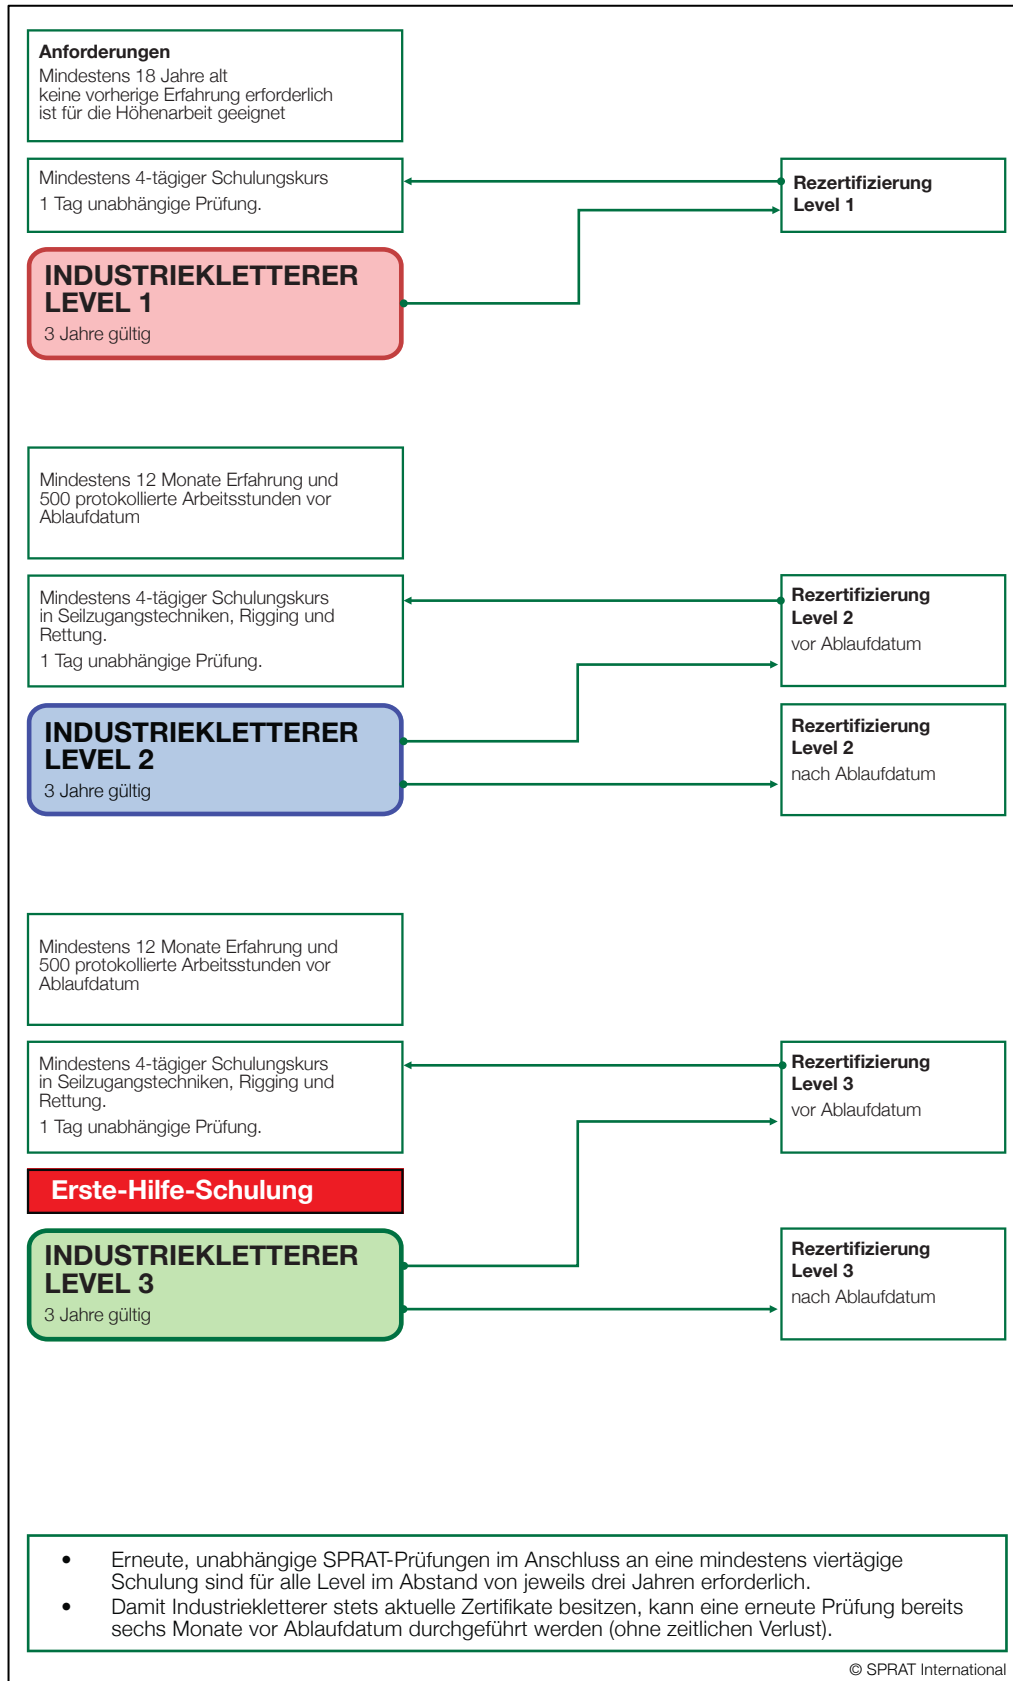 Anforderungen
Mindestens 18 Jahre alt
keine vorherige Erfahrung erforderlich
ist für die Höhenarbeit geeignet
Mindestens 4-tägiger Schulungskurs
1 Tag unabhängige Prüfung.
Rezertifizierung
Level 1
INDUSTRIEKLETTERER
LEVEL 1
3 Jahre gültig
Mindestens 12 Monate Erfahrung und
500 protokollierte Arbeitsstunden vor
Ablaufdatum
Mindestens 4-tägiger Schulungskurs
in Seilzugangstechniken, Rigging und
Rettung.
1 Tag unabhängige Prüfung.
Rezertifizierung
Level 2
vor Ablaufdatum
INDUSTRIEKLETTERER
LEVEL 2
3 Jahre gültig
Rezertifizierung
Level 2
nach Ablaufdatum
Mindestens 12 Monate Erfahrung und
500 protokollierte Arbeitsstunden vor
Ablaufdatum
Mindestens 4-tägiger Schulungskurs
in Seilzugangstechniken, Rigging und
Rettung.
1 Tag unabhängige Prüfung.
Rezertifizierung
Level 3
vor Ablaufdatum
Erste-Hilfe-Schulung
INDUSTRIEKLETTERER
LEVEL 3
3 Jahre gültig
Rezertifizierung
Level 3
nach Ablaufdatum
• Erneute, unabhängige SPRAT-Prüfungen im Anschluss an eine mindestens viertägige
Schulung sind für alle Level im Abstand von jeweils drei Jahren erforderlich.
• Damit Industriekletterer stets aktuelle Zertifikate besitzen, kann eine erneute Prüfung bereits
sechs Monate vor Ablaufdatum durchgeführt werden (ohne zeitlichen Verlust).
© SPRAT International